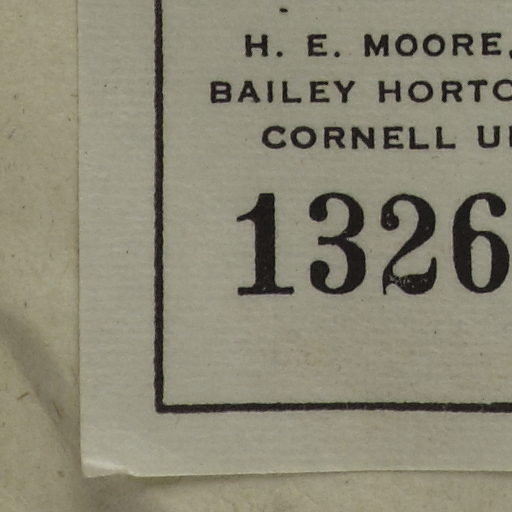 H. E. MOORE,
BAILEY HORTO
CORNELL U
1326